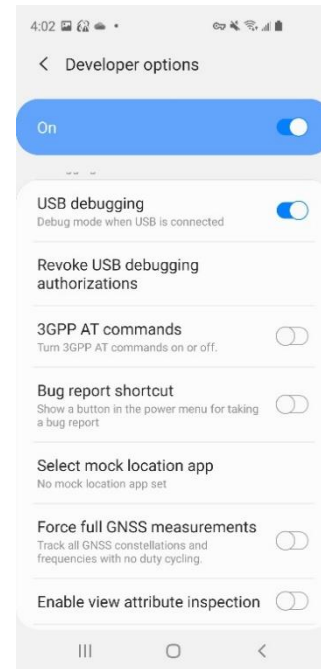 4:02
Developer options
On
USB debugging
Debug mode when USB is connected
Revoke USB debugging
authorizations
3GPP AT commands
Turn 3GPP AT commands on or off.
Bug report shortcut
Show a button in the power menu for taking
a bug report
Select mock location app
No mock location app set
Force full GNSS measurements
Track all GNSS constellations and
frequencies with no duty cycling.
Enable view attribute inspection